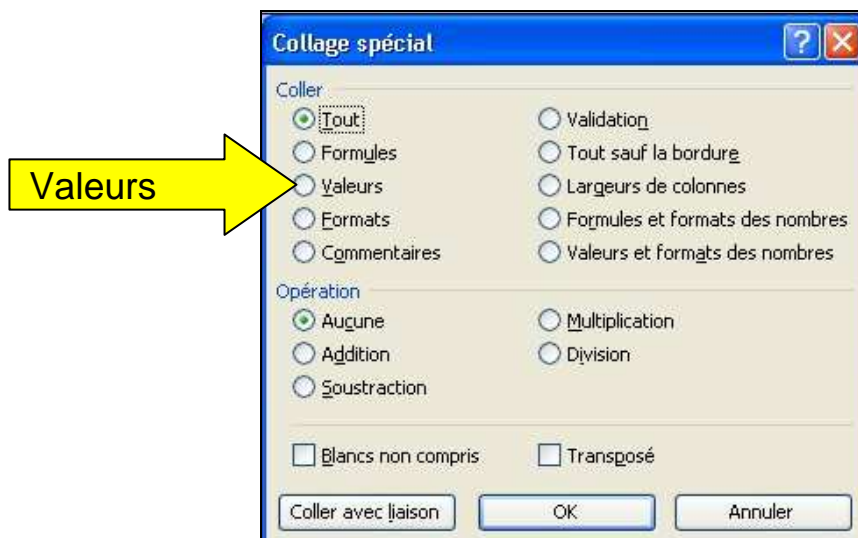 Collage spécial
?
Coller
Tout
Validation
Formules
Tout sauf la bordure
Valeurs
Valeurs
Largeurs de colonnes
Formats
Formules et formats des nombres
Commentaires
Valeurs et formats des nombres
Opération
Aucune
Multiplication
Addition
Division
Soustraction
Blancs non compris
Transposé
Coller avec liaison
OK
Annuler